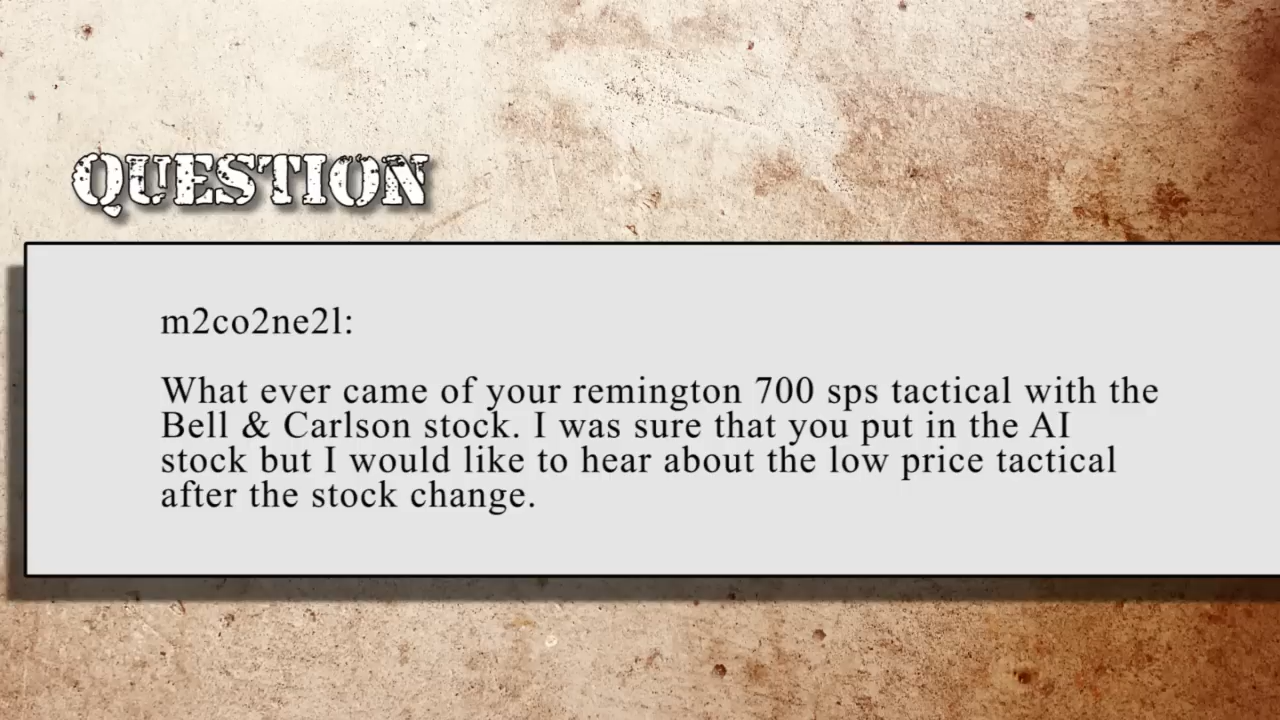 QUESTION
m2co2ne2l:
What ever came of your remington 700 sps tactical with the
Bell & Carlson stock. I was sure that you put in the AI
stock but I would like to hear about the low price tactical
after the stock change.